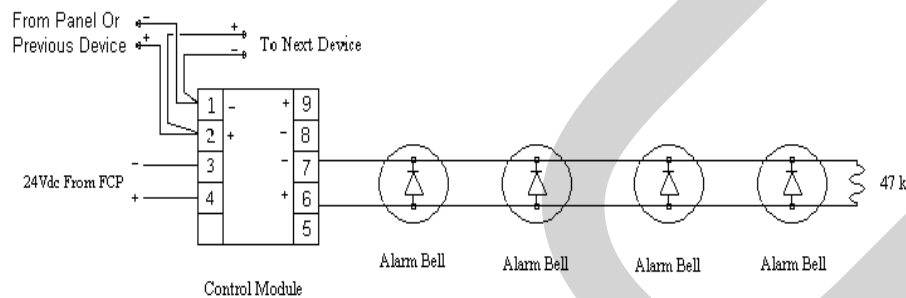 From Panel Or -
Previous Device +
+ To Next Device
-
1 - + 9
2 + - 8
- 3 - 7
24Vdc From FCP
+ 4 + 6
5
47 k
Alarm Bell Alarm Bell Alarm Bell Alarm Bell
Control Module